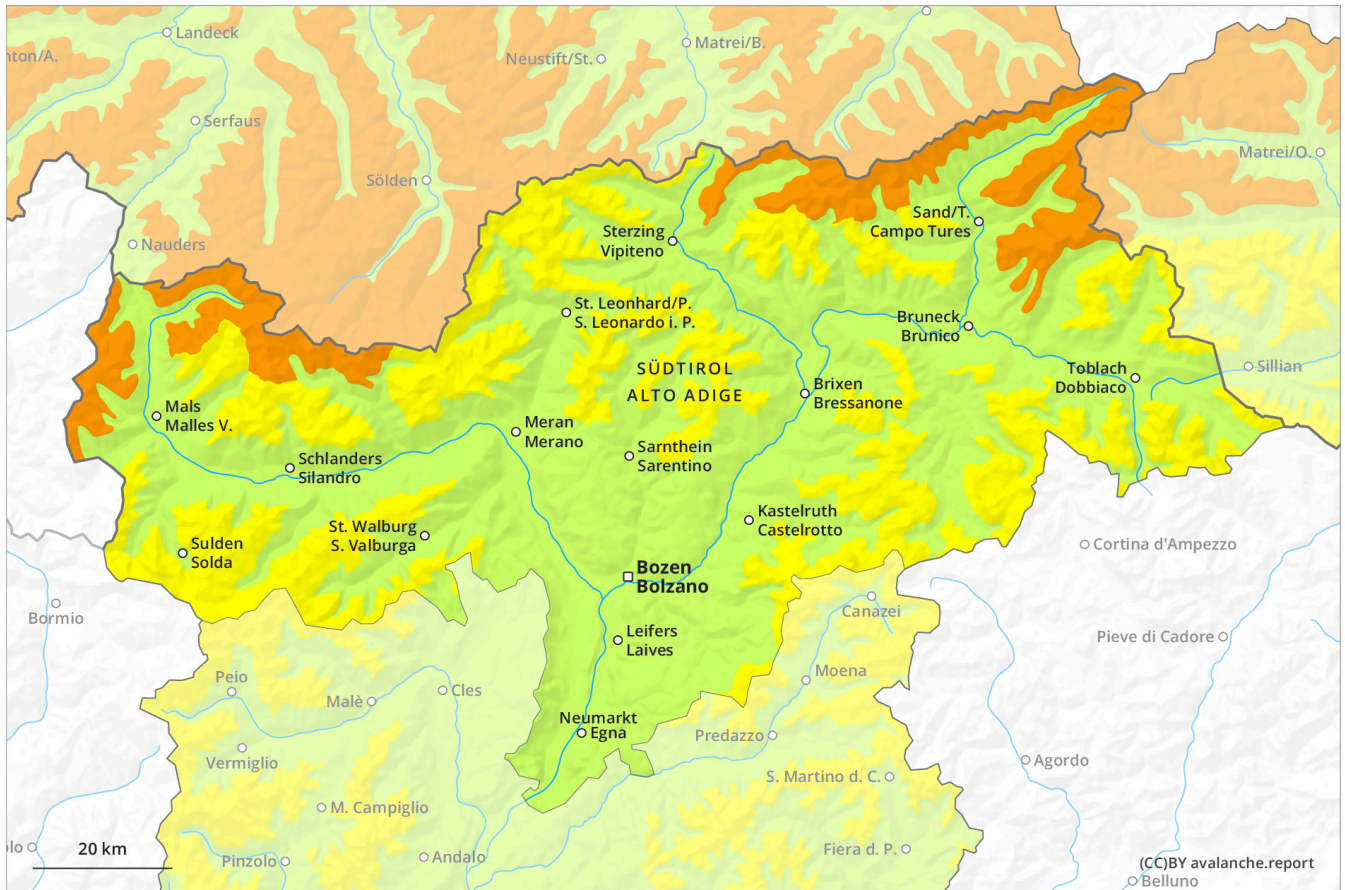 Landeck
nton/A.
Matrei/B.
Neustift/St.
Serfaus
Matrei/O.
Sölden
Sand/T.
Campo Tures
Nauders
Sterzing
Vipiteno
St. Leonhard/P.
S. Leonardo i. P.
Bruneck
Brunico
SÜDTIROL
ALTO ADIGE
Toblach
Dobbiaco
Sillian
Brixen
Bressanone
Mals
Malles V.
Meran
Merano
Schlanders
Silandro
Sarnthein
Sarentino
Kastelruth
Castelrotto
St. Walburg
S. Valburga
Sulden
Solda
Cortina d'Ampezzo
Bozen
Bolzano
Bormio
Canazei
Leifers
Laives
Pieve di Cadore
Peio
Moena
Malè
Cles
Neumarkt
Egna
Predazzo
Vermiglio
Agordo
S. Martino d. C.
M. Campiglio
olo
20 km
Pinzolo
Andalo
Fiera d. P.
(CC)BY avalanche.report
Belluno